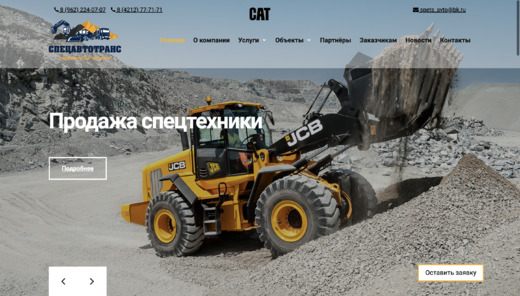 8 (962) 224-07-07 8 (4212) 77-71-71
CAT
spets_avto@bk.ru
СПЕЦАВТОТРАНС
Главная О компании Услуги Объекты Партнёры Заказчикам Новости Контакты
Продажа спецтехники
Подробнее
JCB
JCB
JCB
Оставить заявку